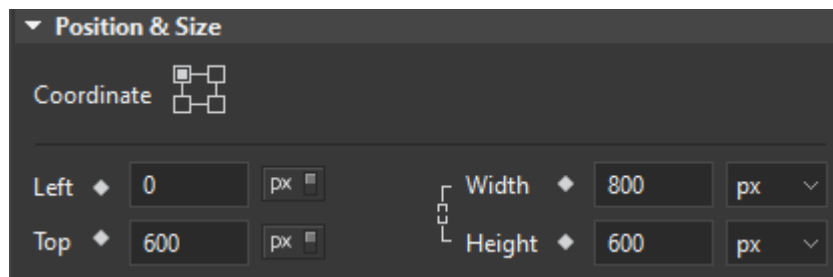 Position & Size
Coordinate
Left 0 px Width 800 px
Top 600 px Height 600 px